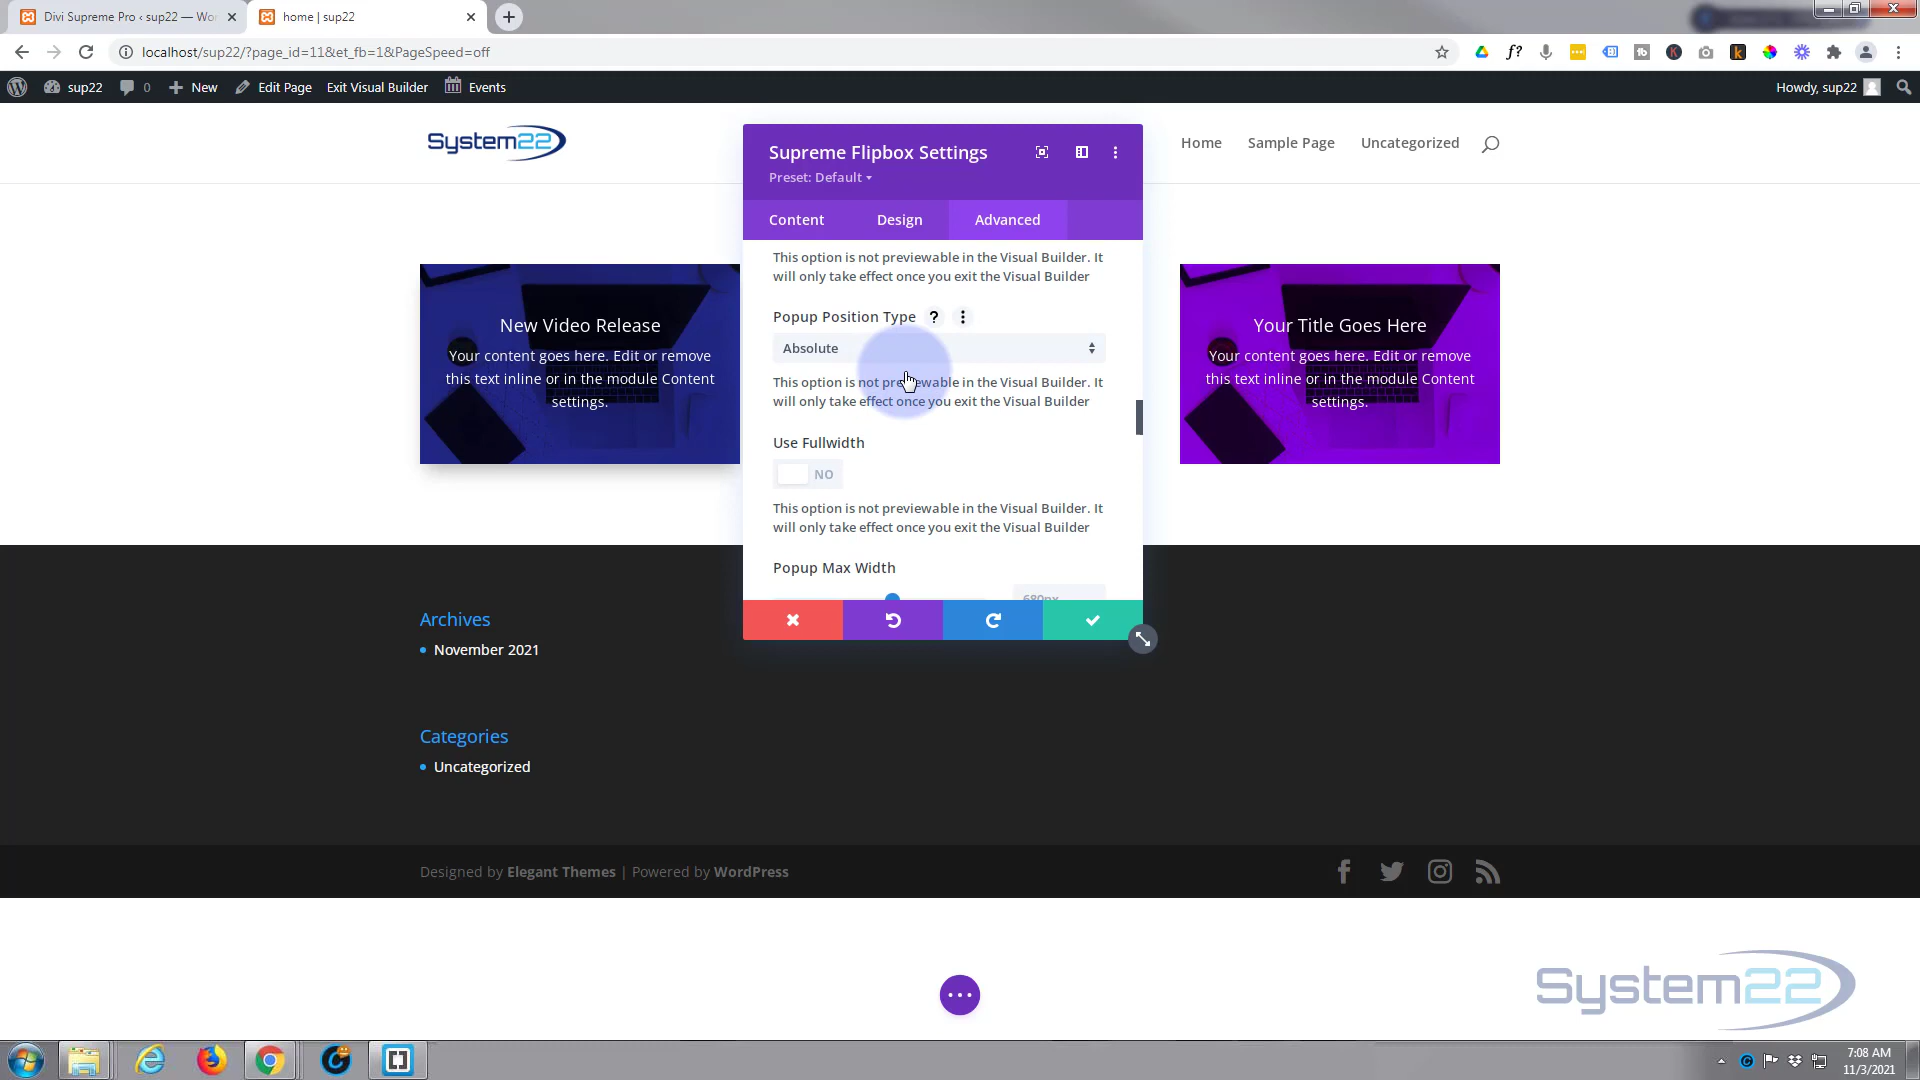 Divi Supreme Pro ‹ sup22 — Wor
home | sup22
localhost/sup22/?page_id=11&et_fb=1&PageSpeed=off
sup22
0
New
Edit Page
Exit Visual Builder
Events
Howdy, sup22
System22
Home
Sample Page
Uncategorized
Supreme Flipbox Settings
Preset: Default
Content
Design
Advanced
This option is not previewable in the Visual Builder. It
will only take effect once you exit the Visual Builder
Popup Position Type
Absolute
This option is not previewable in the Visual Builder. It
will only take effect once you exit the Visual Builder
Use Fullwidth
NO
This option is not previewable in the Visual Builder. It
will only take effect once you exit the Visual Builder
Popup Max Width
680px
New Video Release
Your content goes here. Edit or remove
this text inline or in the module Content
settings.
Your Title Goes Here
Your content goes here. Edit or remove
this text inline or in the module Content
settings.
Archives
November 2021
Categories
Uncategorized
Designed by Elegant Themes | Powered by WordPress
System22
7:08 AM
11/3/2021